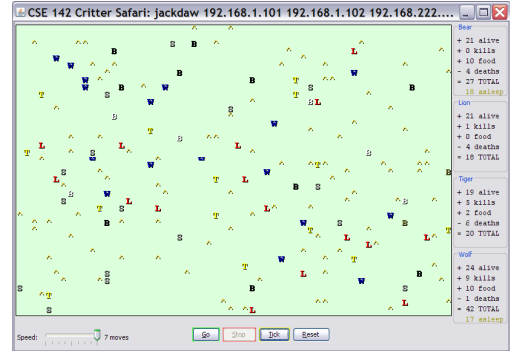 CSE 142 Critter Safari: jackdaw 192.168.1.101 192.168.1.102 192.168.222....
Bear
+ 21 alive
+ 0 kills
+ 10 food
- 4 deaths
= 27 TOTAL
18 asleep
Lion
+ 21 alive
+ 1 kills
+ 0 food
- 4 deaths
= 18 TOTAL
Tiger
+ 19 alive
+ 5 kills
+ 2 food
- 6 deaths
= 20 TOTAL
Wolf
+ 24 alive
+ 9 kills
+ 10 food
- 1 deaths
= 42 TOTAL
17 asleep
Speed: 7 moves Go Stop Tick Reset